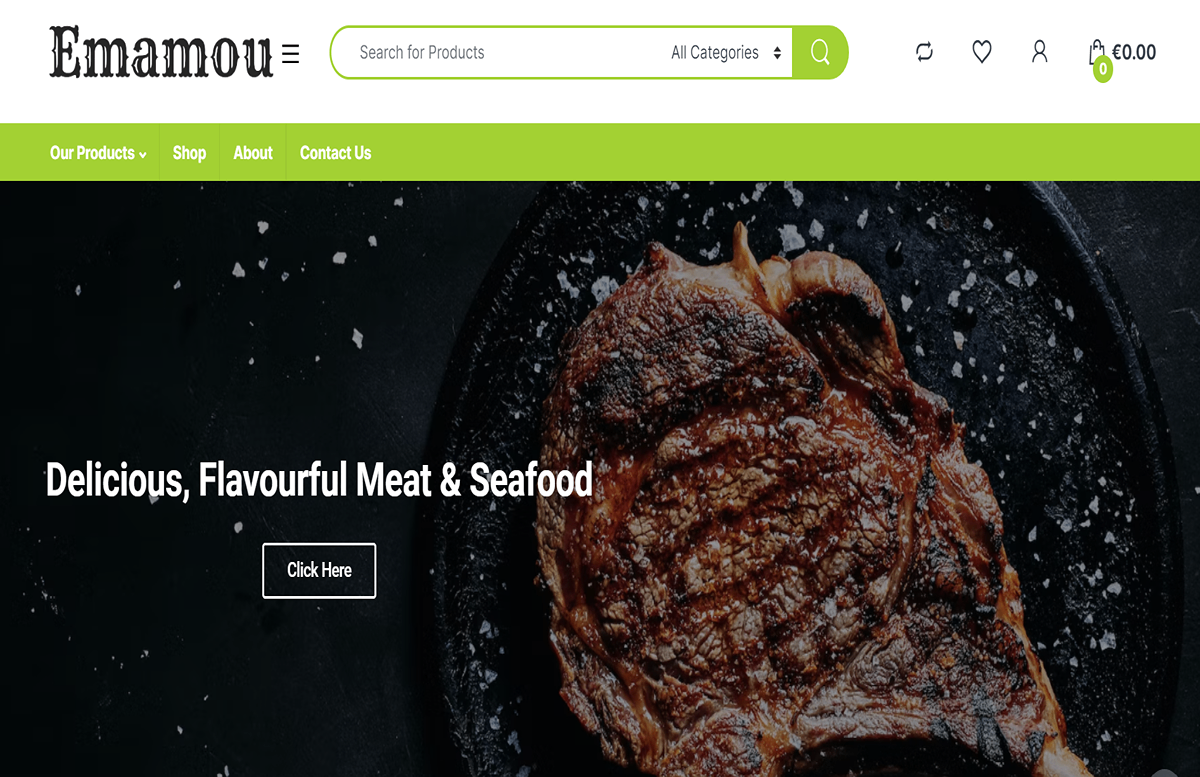 Emamou
Search for Products All Categories
€0.00
0
Our Products Shop About Contact Us
Delicious, Flavourful Meat & Seafood
Click Here